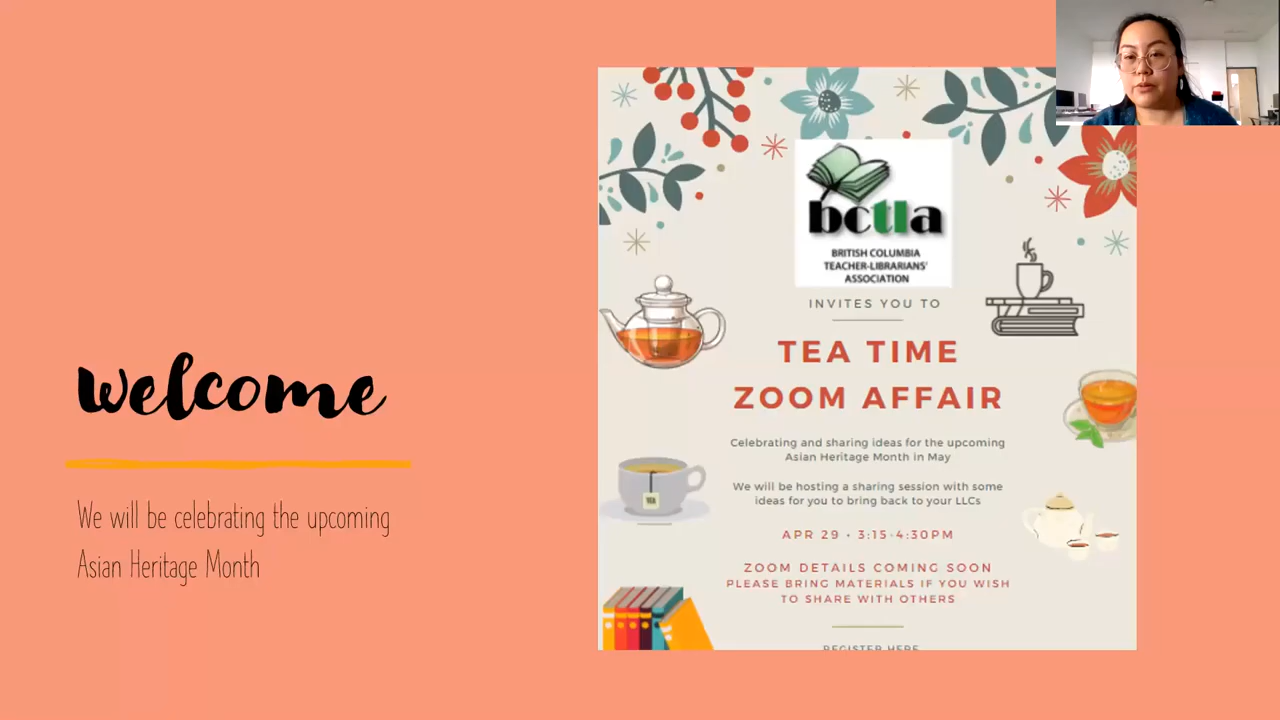 welcome
We will be celebrating the upcoming
Asian Heritage Month
bctla
BRITISH COLUMBIA
TEACHER-LIBRARIANS'
ASSOCIATION
INVITES YOU TO
TEA TIME
ZOOM AFFAIR
Celebrating and sharing ideas for the upcoming
Asian Heritage Month in May
We will be hosting a sharing session with some
ideas for you to bring back to your LLCs
APR 29 • 3:15-4:30PM
ZOOM DETAILS COMING SOON
PLEASE BRING MATERIALS IF YOU WISH
TO SHARE WITH OTHERS
REGISTER HERE
TEA